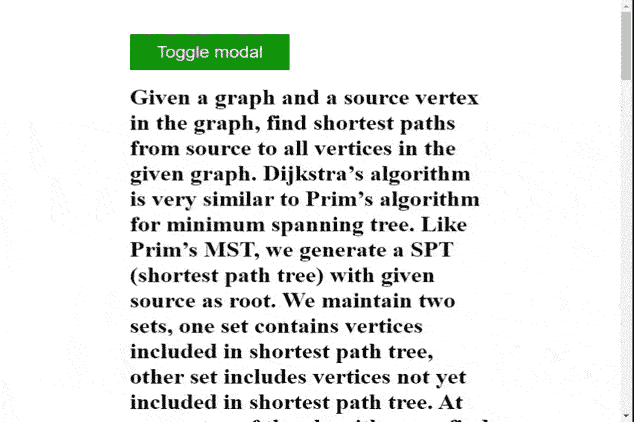 Toggle modal
Given a graph and a source vertex
in the graph, find shortest paths
from source to all vertices in the
given graph. Dijkstra’s algorithm
is very similar to Prim’s algorithm
for minimum spanning tree. Like
Prim’s MST, we generate a SPT
(shortest path tree) with given
source as root. We maintain two
sets, one set contains vertices
included in shortest path tree,
other set includes vertices not yet
included in shortest path tree. At